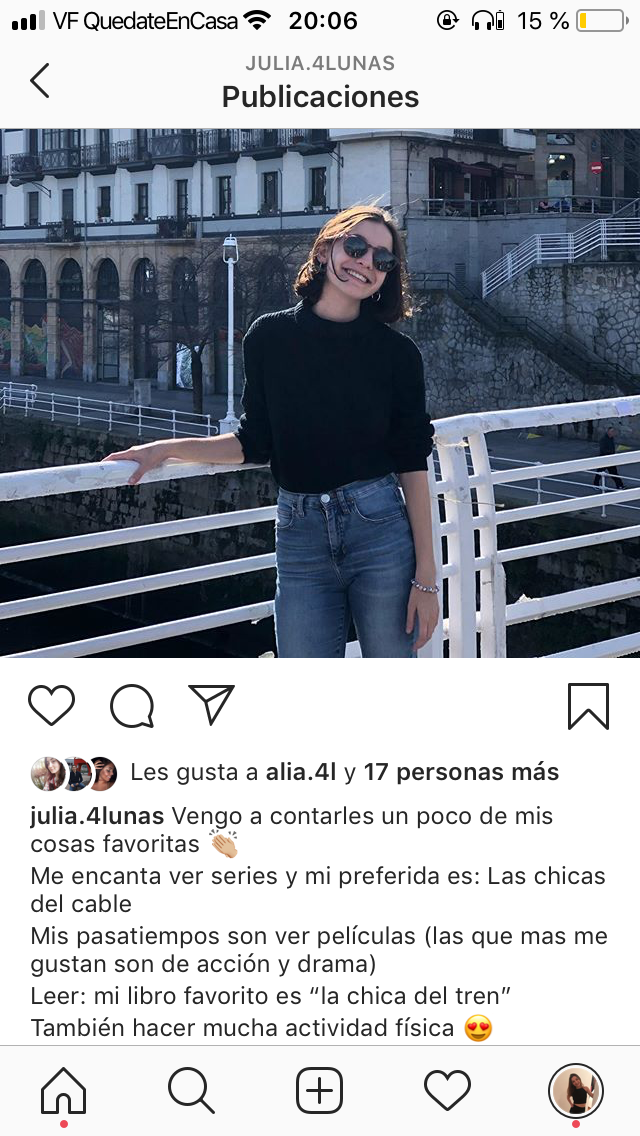 VF QuedateEnCasa 20:06 15 %
JULIA.4LUNAS
Publicaciones
Les gusta a alia.4l y 17 personas más
julia.4lunas Vengo a contarles un poco de mis
cosas favoritas 👏🏼
Me encanta ver series y mi preferida es: Las chicas
del cable
Mis pasatiempos son ver películas (las que mas me
gustan son de acción y drama)
Leer: mi libro favorito es “la chica del tren”
También hacer mucha actividad física 😍